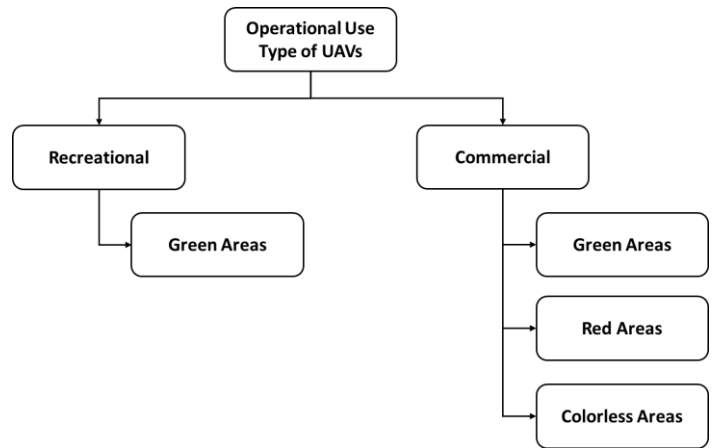 Operational Use
Type of UAVs
Recreational
Commercial
Green Areas
Green Areas
Red Areas
Colorless Areas